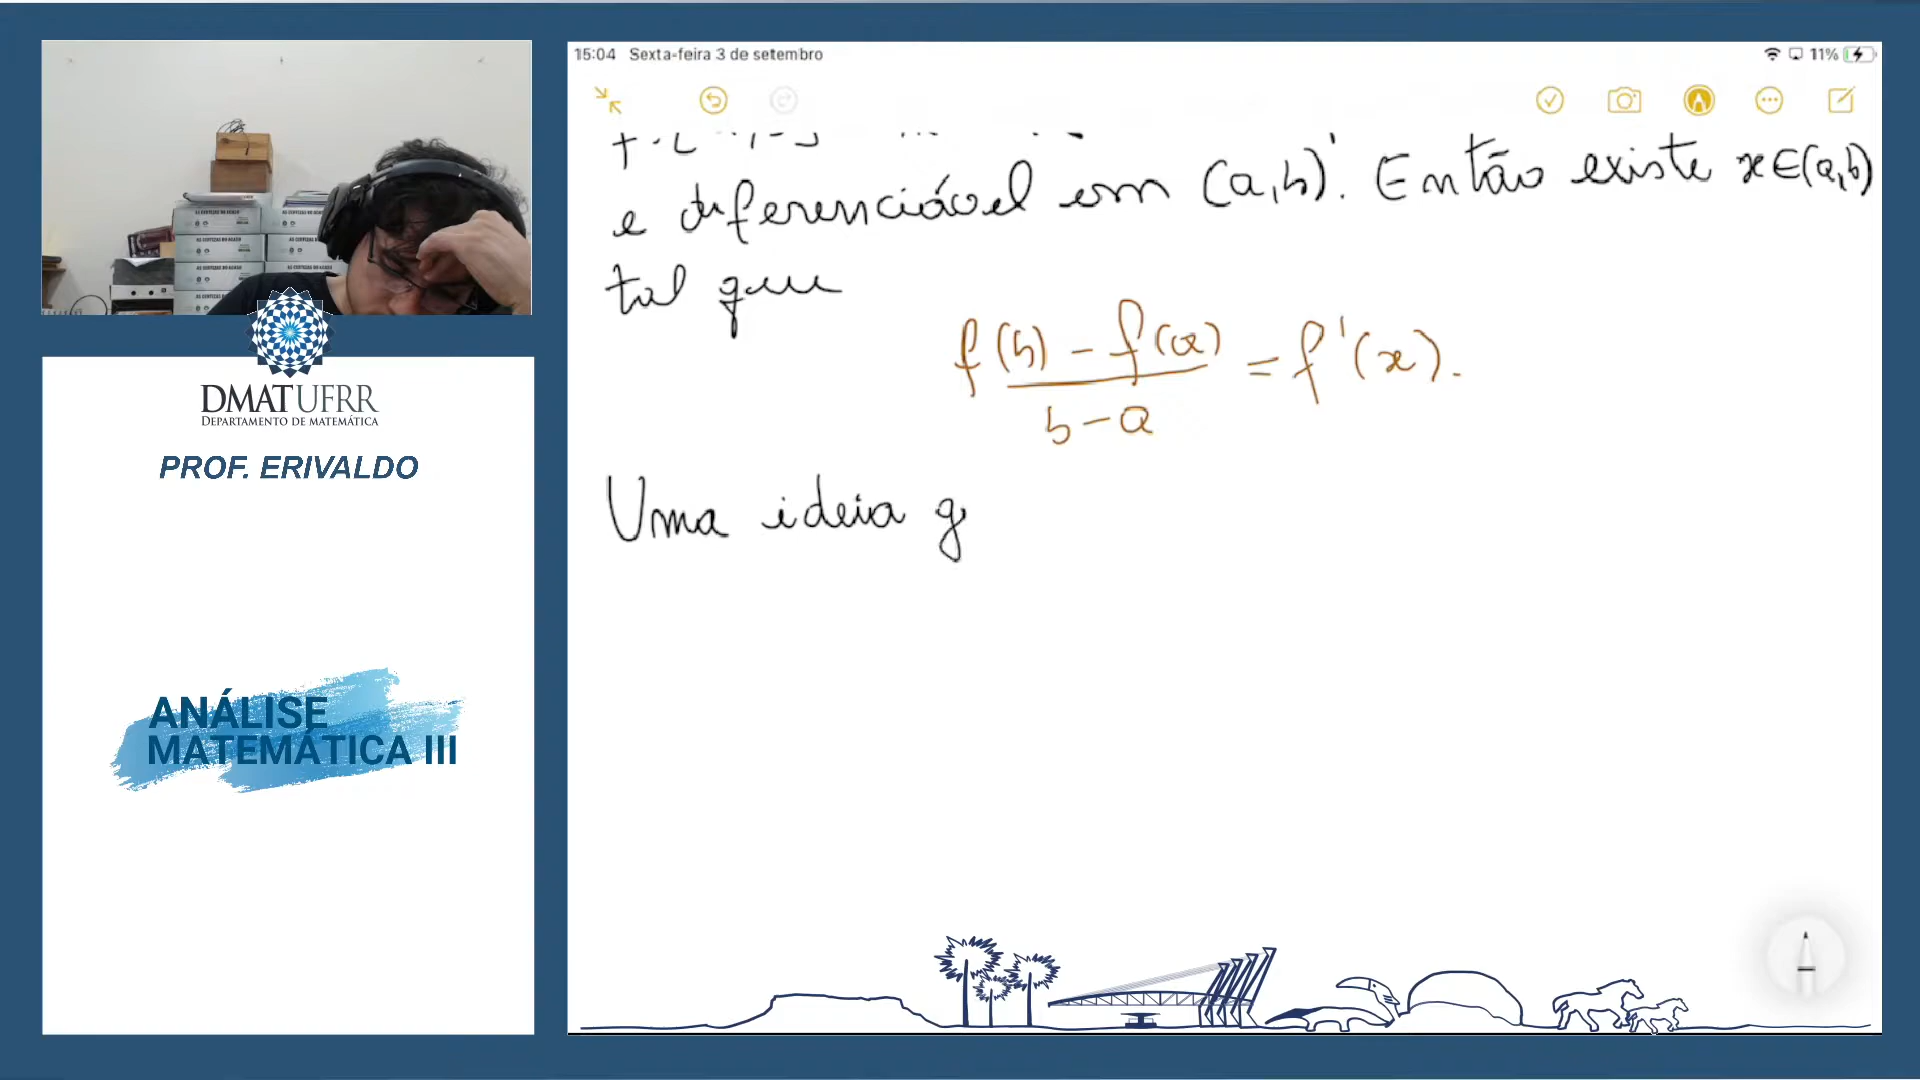 15:04 Sexta-feira 3 de setembro
11%
e diferenciável em (a,b). Então existe x∈(a,b)
tal que
f(b) - f(a)
b - a
= f'(x).
Uma ideia g
DMATUFRR
DEPARTAMENTO DE MATEMÁTICA
PROF. ERIVALDO
ANÁLISE
MATEMÁTICA III